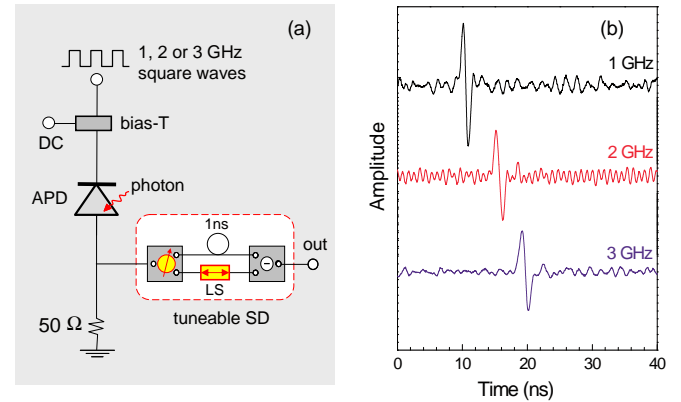 (a)
1, 2 or 3 GHz
square waves
bias-T
DC
APD
photon
1ns
out
LS
tuneable SD
50 Ω
(b)
1 GHz
2 GHz
3 GHz
Amplitude
0 10 20 30 40
Time (ns)